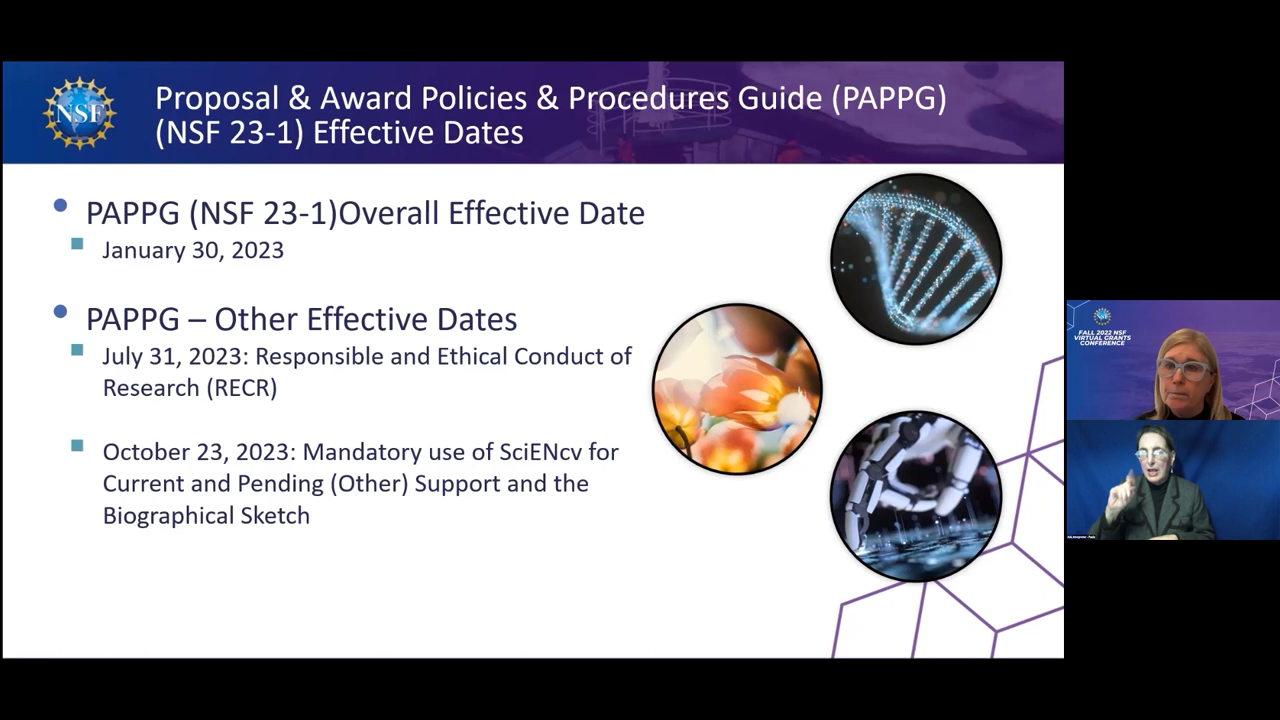 NSF
Proposal & Award Policies & Procedures Guide (PAPPG)
(NSF 23-1) Effective Dates
PAPPG (NSF 23-1)Overall Effective Date
January 30, 2023
PAPPG – Other Effective Dates
July 31, 2023: Responsible and Ethical Conduct of
Research (RECR)
October 23, 2023: Mandatory use of SciENcv for
Current and Pending (Other) Support and the
Biographical Sketch
FALL 2022 NSF
VIRTUAL GRANTS
CONFERENCE